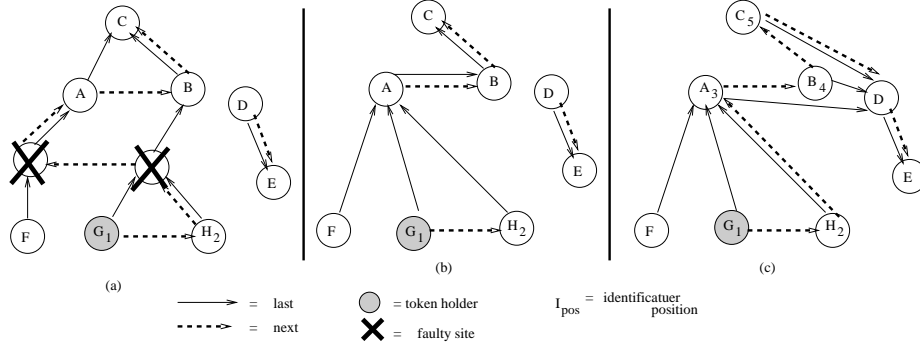 C
A
B
D
E
F
G1
H2
(a)
C
A
B
D
E
F
G1
H2
(b)
C5
A3
B4
D
E
F
G1
H2
(c)
= last
= next
= token holder
= faulty site
Ipos = identificatuer position